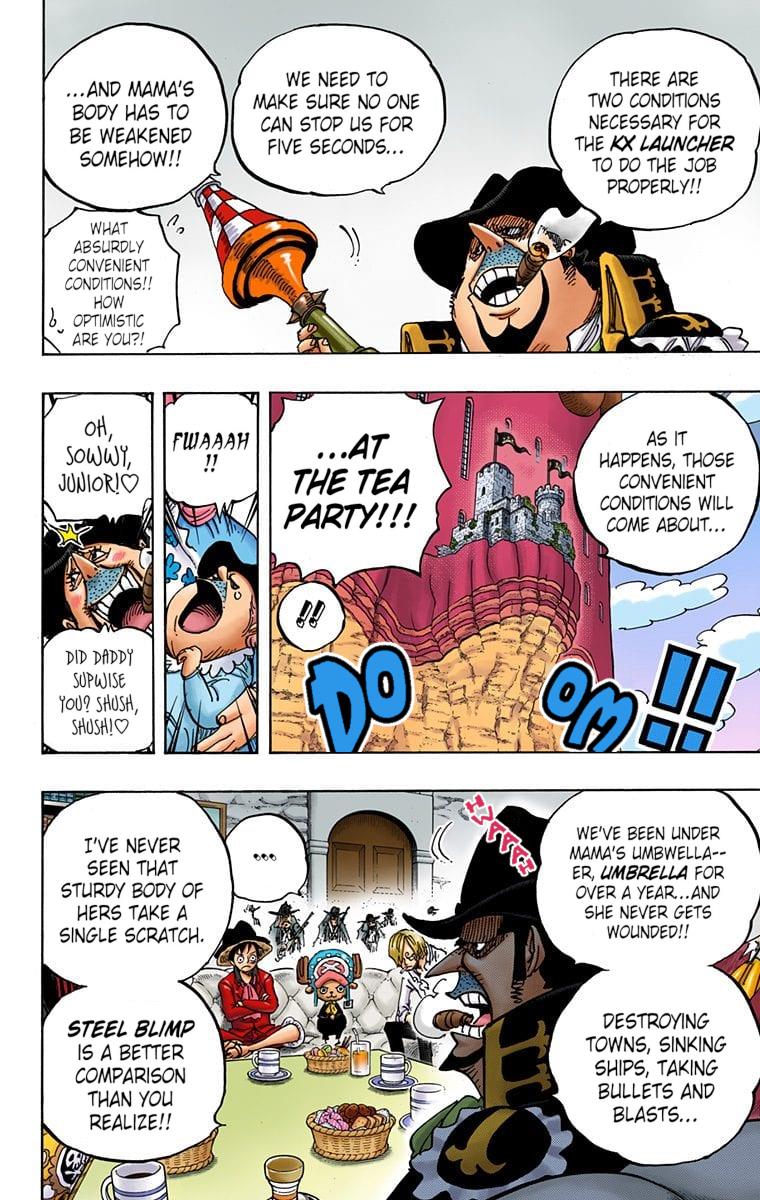 THERE ARE
TWO CONDITIONS
NECESSARY FOR
THE KX LAUNCHER
TO DO THE JOB
PROPERLY!!
WE NEED TO
MAKE SURE NO ONE
CAN STOP US FOR
FIVE SECONDS...
...AND MAMA'S
BODY HAS TO
BE WEAKENED
SOMEHOW!!
WHAT
ABSURDLY
CONVENIENT
CONDITIONS!!
HOW
OPTIMISTIC
ARE YOU?!
AS IT
HAPPENS, THOSE
CONVENIENT
CONDITIONS WILL
COME ABOUT...
...AT
THE TEA
PARTY!!!
!!
DO
OM!!
FWAAAH
!!
OH,
SOWWY,
JUNIOR!♡
DID DADDY
SUPWISE
YOU? SHUSH,
SHUSH!♡
WE'VE BEEN UNDER
MAMA'S UMBWELLA--
ER, UMBRELLA FOR
OVER A YEAR...AND
SHE NEVER GETS
WOUNDED!!
DESTROYING
TOWNS, SINKING
SHIPS, TAKING
BULLETS AND
BLASTS...
...
I'VE NEVER
SEEN THAT
STURDY BODY OF
HERS TAKE A
SINGLE SCRATCH.
STEEL BLIMP
IS A BETTER
COMPARISON
THAN YOU
REALIZE!!